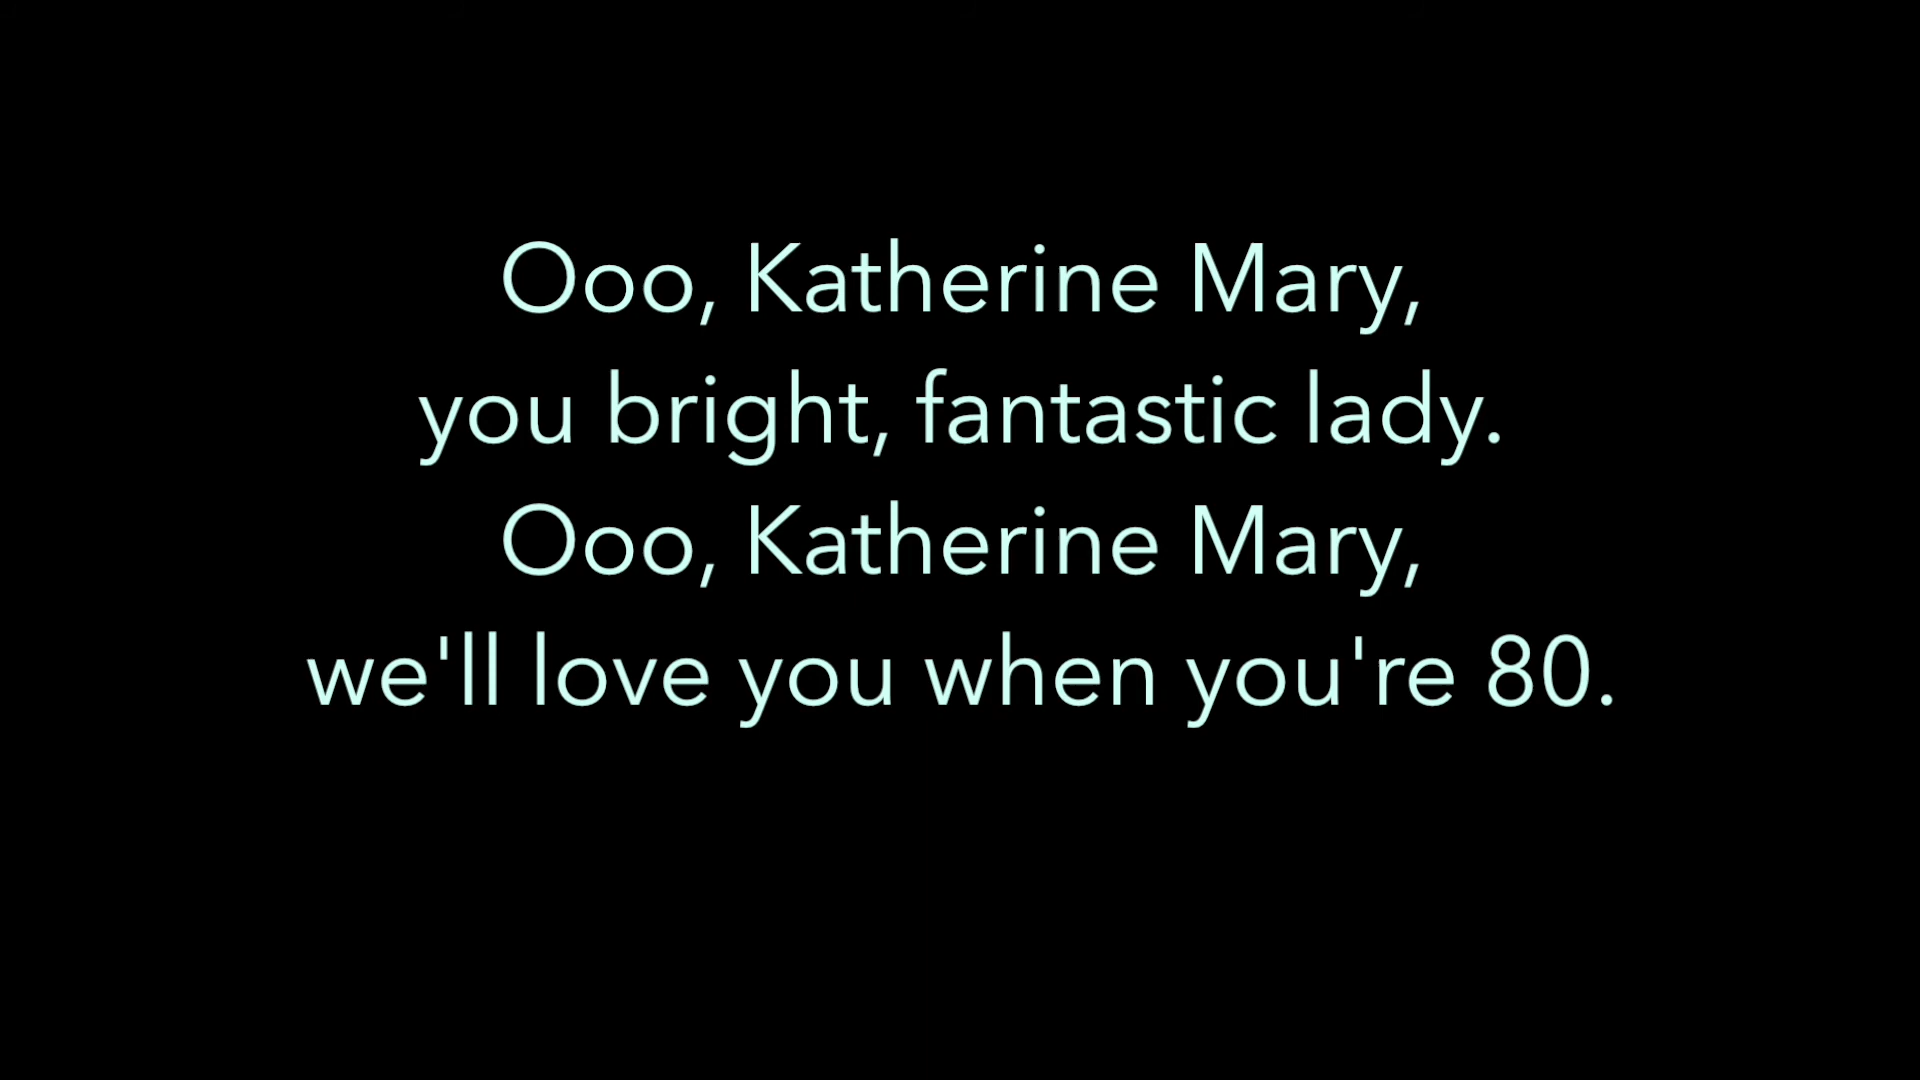 Ooo, Katherine Mary,
you bright, fantastic lady.
Ooo, Katherine Mary,
we'll love you when you're 80.